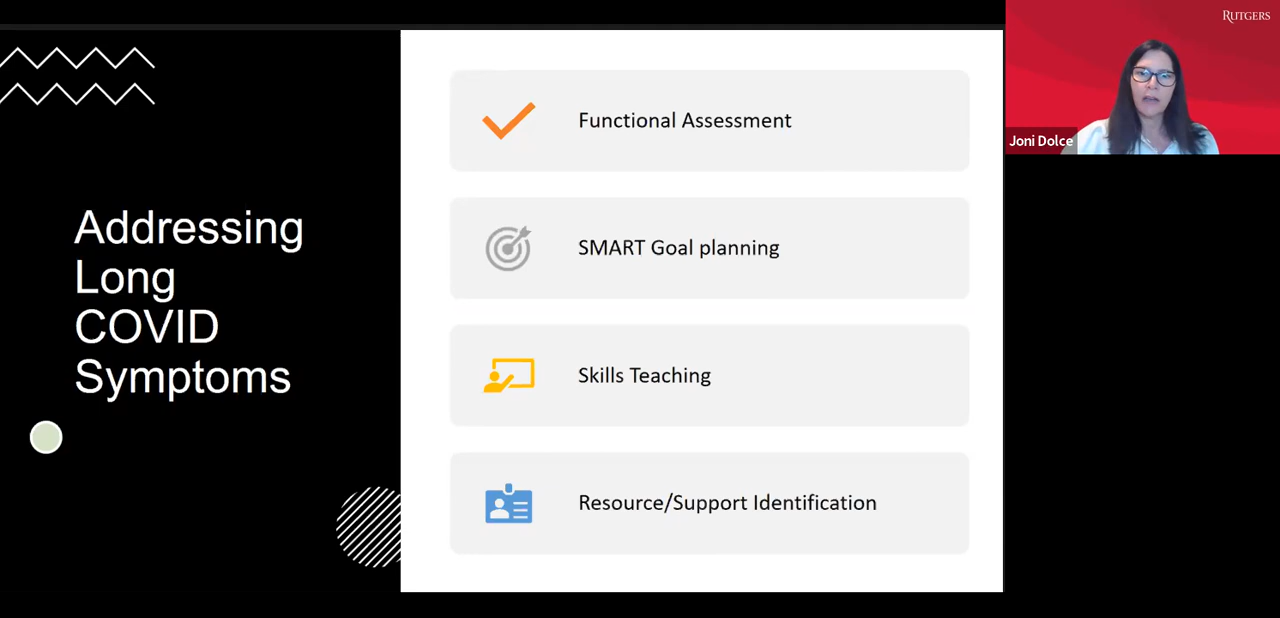 Addressing
Long
COVID
Symptoms
Functional Assessment
SMART Goal planning
Skills Teaching
Resource/Support Identification
RUTGERS
Joni Dolce